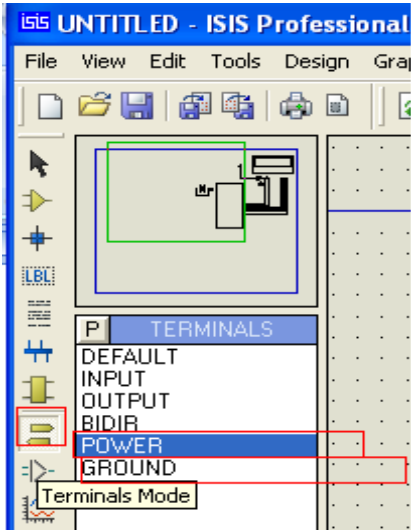 isis UNTITLED - ISIS Professional
File View Edit Tools Design Gra
LBL
P TERMINALS
DEFAULT
INPUT
OUTPUT
BIDIR
POWER
GROUND
Terminals Mode